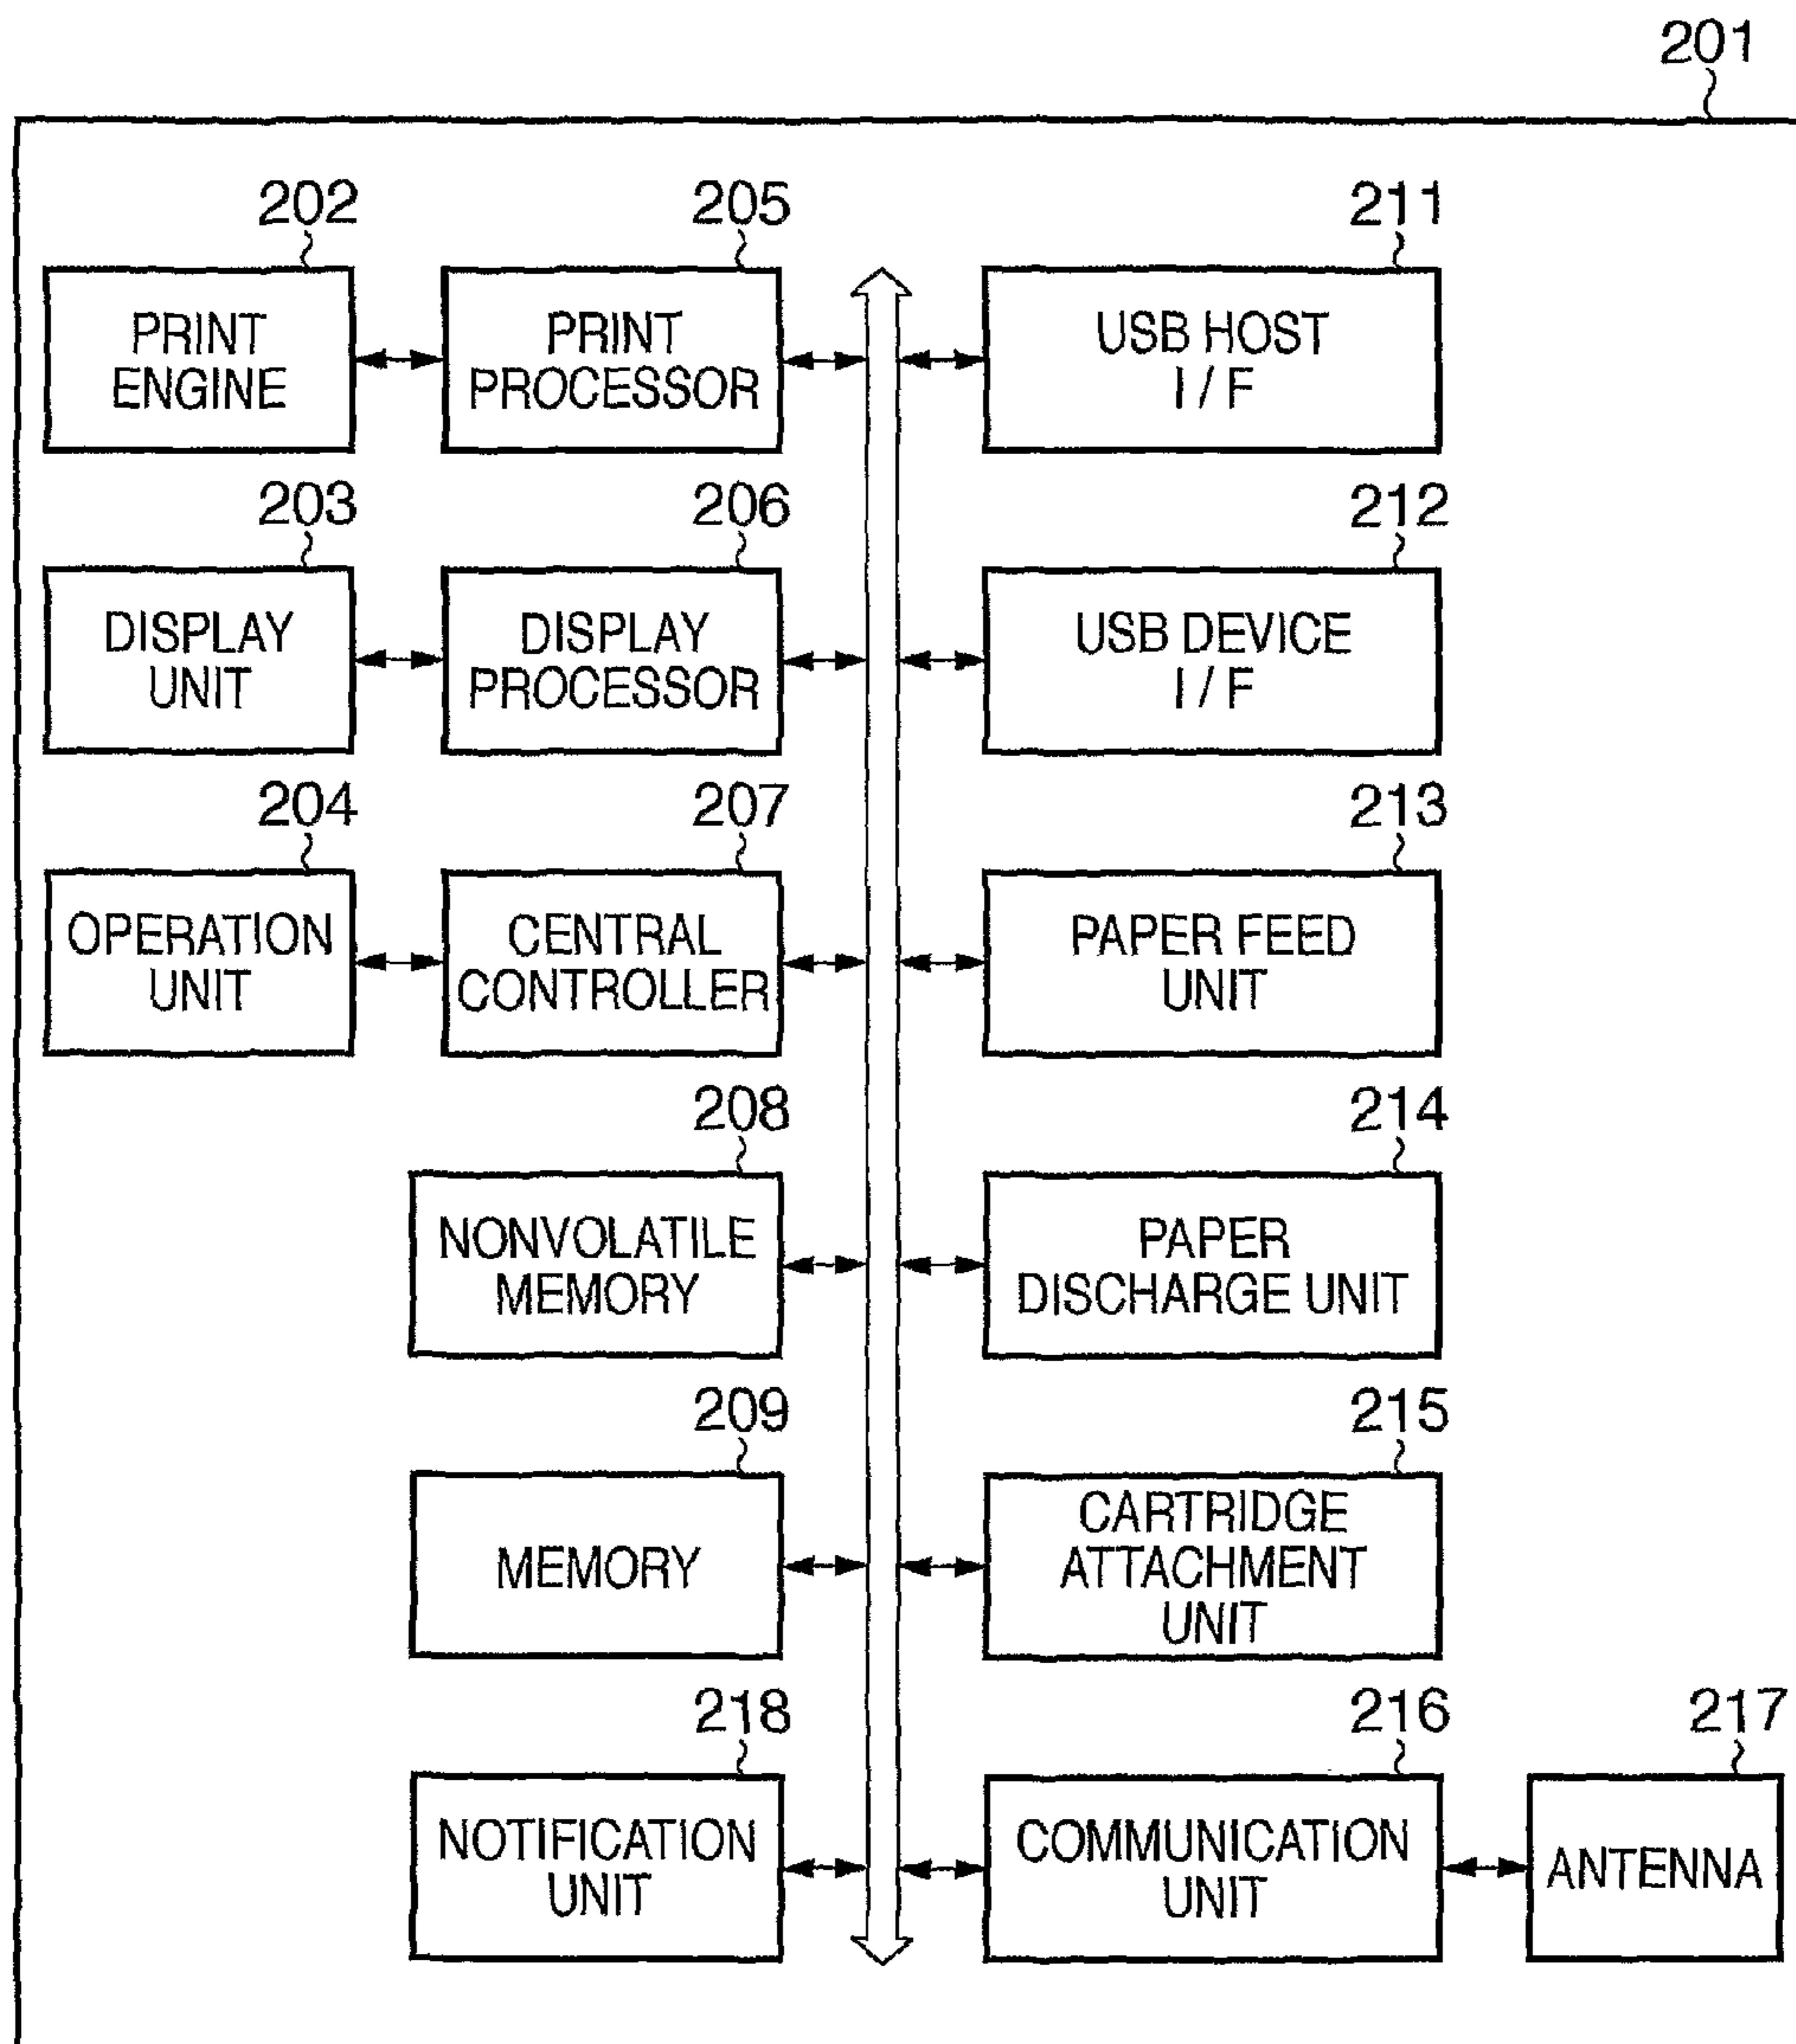 201
202
205
211
PRINT
ENGINE
PRINT
PROCESSOR
USB HOST
I / F
203
206
212
DISPLAY
UNIT
DISPLAY
PROCESSOR
USB DEVICE
I / F
204
207
213
OPERATION
UNIT
CENTRAL
CONTROLLER
PAPER FEED
UNIT
208
214
NONVOLATILE
MEMORY
PAPER
DISCHARGE UNIT
209
215
MEMORY
CARTRIDGE
ATTACHMENT
UNIT
218
216
217
NOTIFICATION
UNIT
COMMUNICATION
UNIT
ANTENNA